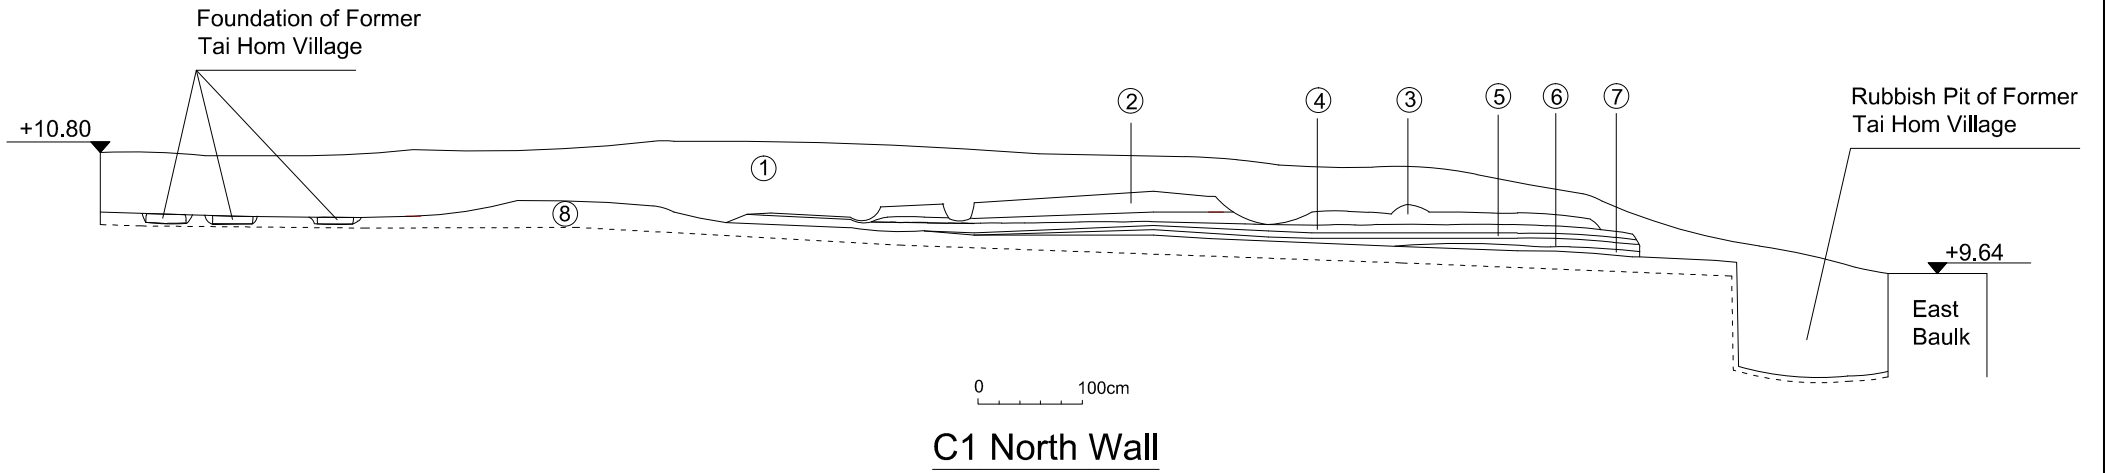 Foundation of Former
Tai Hom Village
+10.80
②
④
③
⑤
⑥
⑦
Rubbish Pit of Former
Tai Hom Village
①
⑧
+9.64
East
Baulk
0 100cm
C1 North Wall